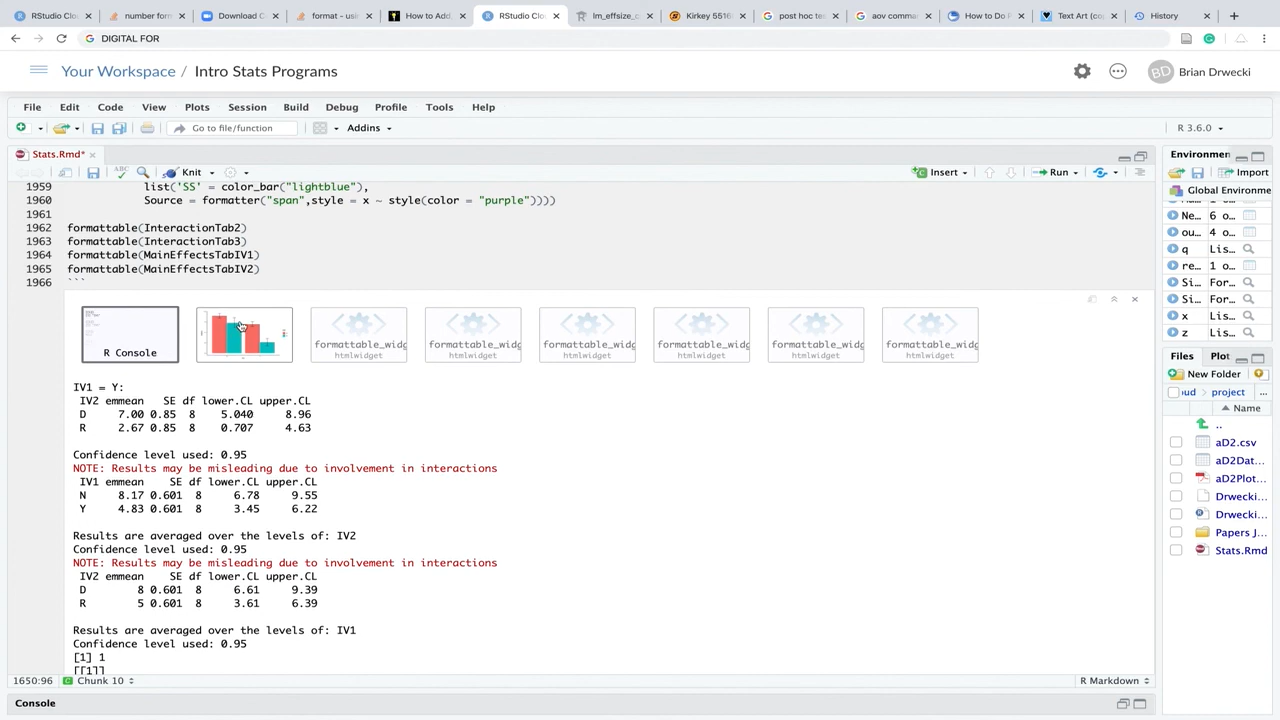 RStudio Clo
number form
Download C
format - usin
How to Add,
RStudio Clo
lm_effsize_c
Kirkey 5516
post hoc tes
aov comman
How to Do P
Text Art (cop
History
DIGITAL FOR
Your Workspace / Intro Stats Programs
BD Brian Drwecki
File Edit Code View Plots Session Build Debug Profile Tools Help
Go to file/function Addins R 3.6.0
Stats.Rmd* Environmen
ABC Knit Insert Run Import
Global Environme
1959 list('SS' = color_bar("lightblue"),
1960 Source = formatter("span",style = x ~ style(color = "purple"))))
1961
1962 formattable(InteractionTab2)
1963 formattable(InteractionTab3)
1964 formattable(MainEffectsTabIV1)
1965 formattable(MainEffectsTabIV2)
1966 ```
Ne... 6 o...
ou... 4 o...
q Lis...
re... 1 o...
Si... For...
Si... For...
x Lis...
z Lis...
R Console
formattable_widg htmlwidget
formattable_widg htmlwidget
formattable_widg htmlwidget
formattable_widg htmlwidget
formattable_widg htmlwidget
formattable_widg htmlwidget
IV1 = Y:
IV2 emmean SE df lower.CL upper.CL
D 7.00 0.85 8 5.040 8.96
R 2.67 0.85 8 0.707 4.63
Confidence level used: 0.95
NOTE: Results may be misleading due to involvement in interactions
IV1 emmean SE df lower.CL upper.CL
N 8.17 0.601 8 6.78 9.55
Y 4.83 0.601 8 3.45 6.22
Results are averaged over the levels of: IV2
Confidence level used: 0.95
NOTE: Results may be misleading due to involvement in interactions
IV2 emmean SE df lower.CL upper.CL
D 8 0.601 8 6.61 9.39
R 5 0.601 8 3.61 6.39
Results are averaged over the levels of: IV1
Confidence level used: 0.95
[1] 1
[[1]]
Files Plot
New Folder
oud project ...
Name
..
aD2.csv
aD2Dat...
aD2Plot...
Drwecki...
Drwecki...
Papers J...
Stats.Rmd
1650:96 Chunk 10 R Markdown
Console